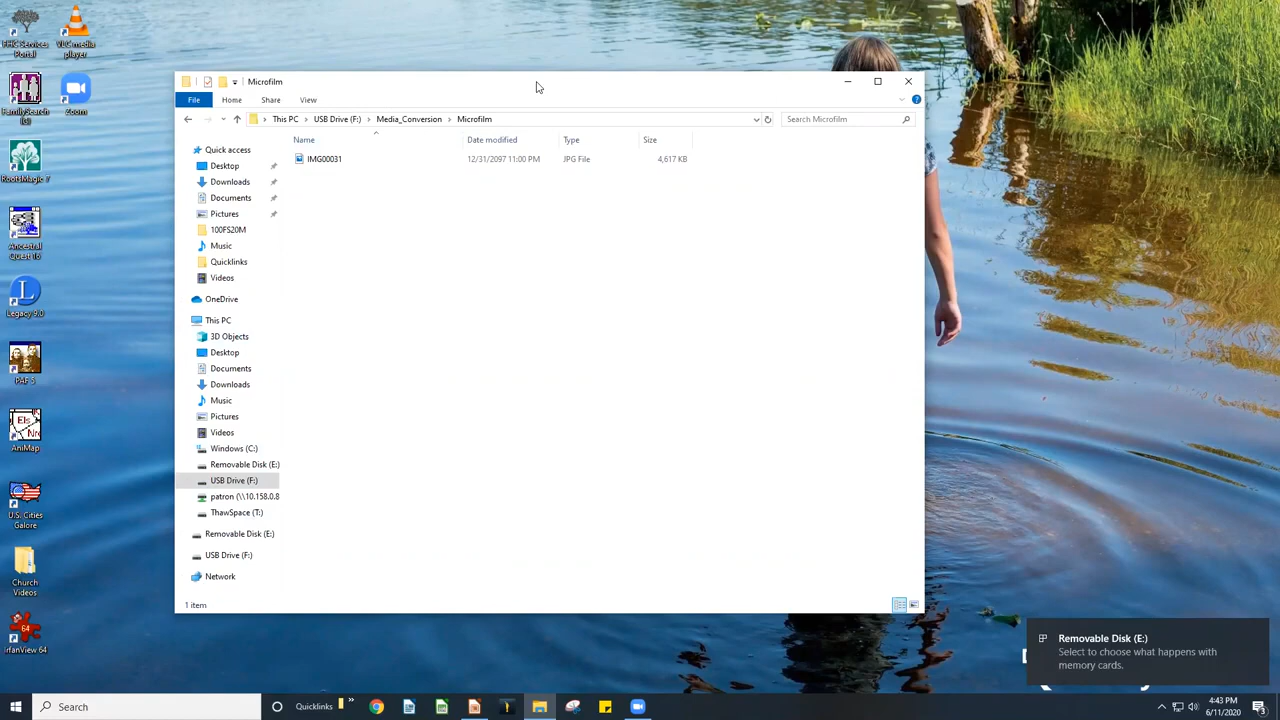 FHC Services
Portal
VLC media
player
FamilySearch
(G)
Zoom
RootsMagic 7
Ancestral
Quest 16
Legacy 9.0
PAF 5
AniMap
U.S. Cities
Galore
Church
Videos
IrfanView 64
Microfilm
File Home Share View
This PC USB Drive (F:) Media_Conversion Microfilm
Search Microfilm
Name Date modified Type Size
IMG00031 12/31/2097 11:00 PM JPG File 4,617 KB
Quick access
Desktop
Downloads
Documents
Pictures
100FS20M
Music
Quicklinks
Videos
OneDrive
This PC
3D Objects
Desktop
Documents
Downloads
Music
Pictures
Videos
Windows (C:)
Removable Disk (E:)
USB Drive (F:)
patron (\\10.158.0.8
ThawSpace (T:)
Removable Disk (E:)
USB Drive (F:)
Network
1 item
Removable Disk (E:)
Select to choose what happens with
memory cards.
Search
Quicklinks
4:43 PM
6/11/2020